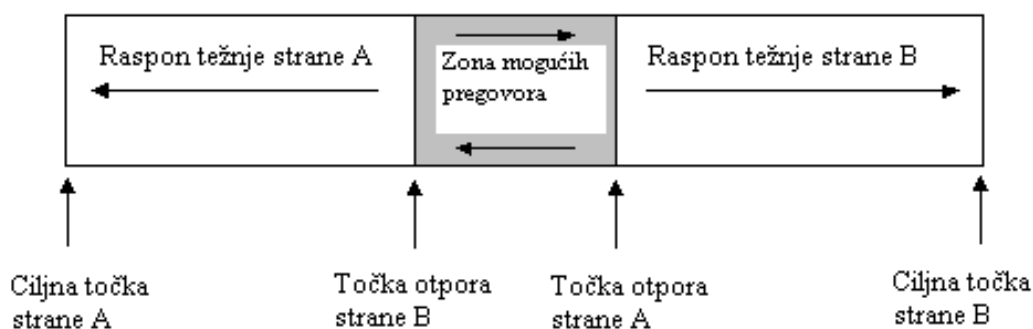 Raspon težnje strane A
Zona mogućih
pregovora
Raspon težnje strane B
Ciljna točka
strane A
Točka otpora
strane B
Točka otpora
strane A
Ciljna točka
strane B